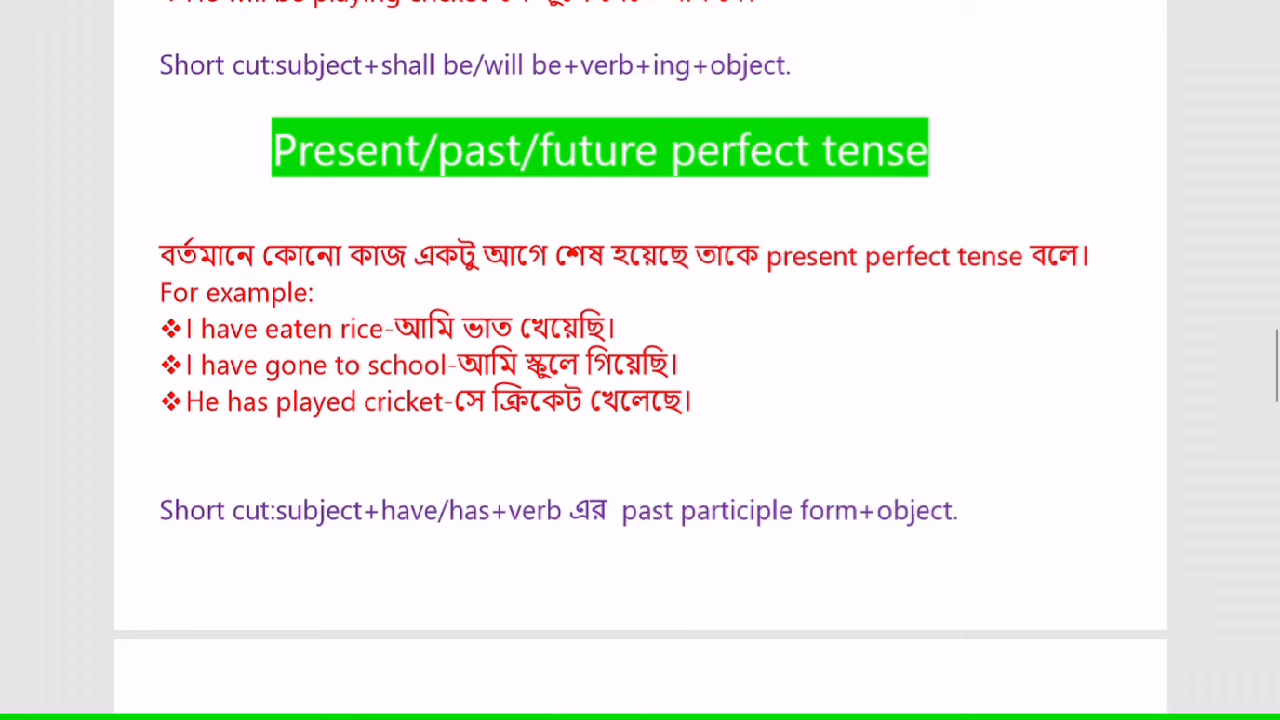 Short cut:subject+shall be/will be+verb+ing+object.
Present/past/future perfect tense
বর্তমানে কোনো কাজ একটু আগে শেষ হয়েছে তাকে present perfect tense বলে।
For example:
❖I have eaten rice-আমি ভাত খেয়েছি।
❖I have gone to school-আমি স্কুলে গিয়েছি।
❖He has played cricket-সে ক্রিকেট খেলেছে।
Short cut:subject+have/has+verb এর past participle form+object.